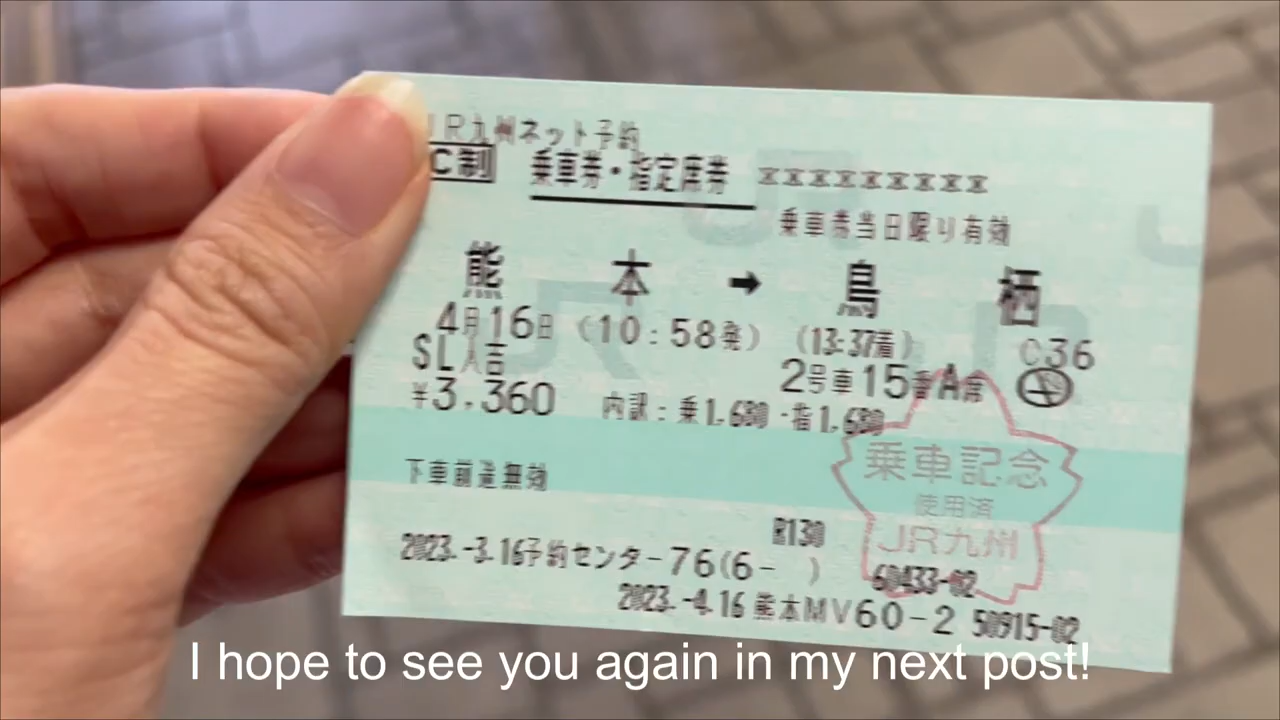 JR九州ネット予約
C制 乗車券・指定席券
乗車券当日限り有効
熊本 ➡ 鳥栖
4月16日 (10:58発) (13:37着) C36
SL人吉 2号車15番A席
¥3,360 内訳:乗1,680・指1,680
下車前途無効
乗車記念
使用済
JR九州
R130
2023.-3.16予約センター76(6- ) 60433-02
2023.-4.16 熊本MV60-2 50915-02
I hope to see you again in my next post!